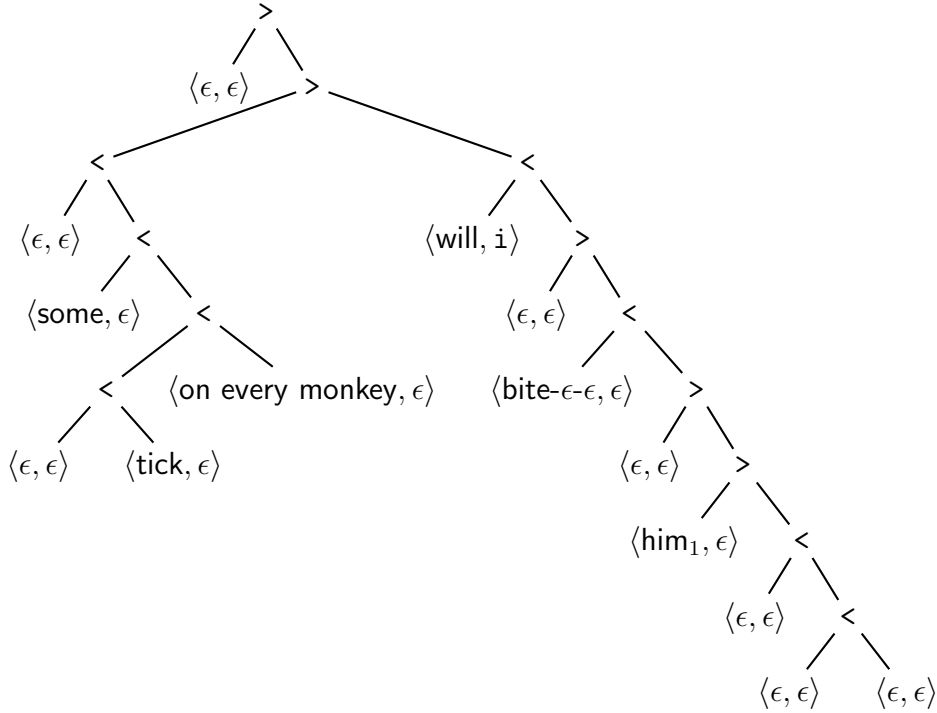 >
⟨ϵ, ϵ⟩ >
< <
⟨ϵ, ϵ⟩ < ⟨will, i⟩ >
⟨some, ϵ⟩ < ⟨ϵ, ϵ⟩ <
< ⟨on every monkey, ϵ⟩ ⟨bite-ϵ-ϵ, ϵ⟩ >
⟨ϵ, ϵ⟩ ⟨tick, ϵ⟩ ⟨ϵ, ϵ⟩ >
⟨him₁, ϵ⟩ <
⟨ϵ, ϵ⟩ <
⟨ϵ, ϵ⟩ ⟨ϵ, ϵ⟩